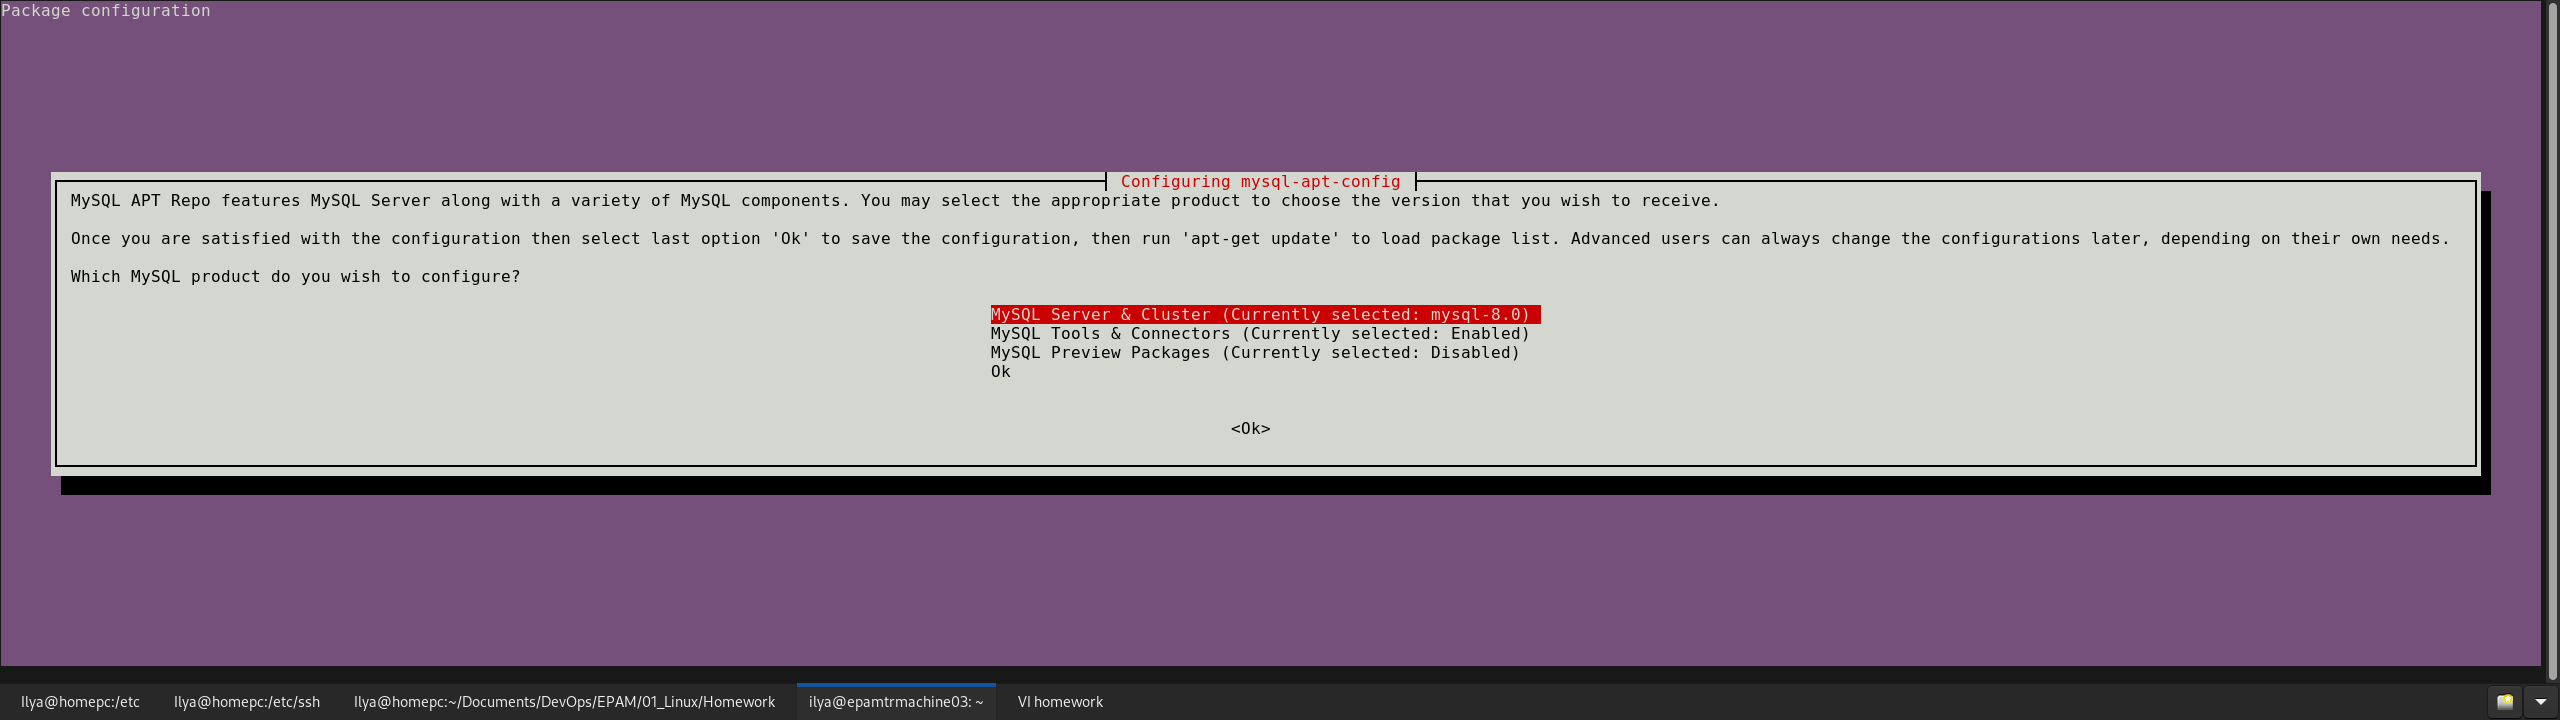 Package configuration
Configuring mysql-apt-config
MySQL APT Repo features MySQL Server along with a variety of MySQL components. You may select the appropriate product to choose the version that you wish to receive.
Once you are satisfied with the configuration then select last option 'Ok' to save the configuration, then run 'apt-get update' to load package list. Advanced users can always change the configurations later, depending on their own needs.
Which MySQL product do you wish to configure?
MySQL Server & Cluster (Currently selected: mysql-8.0)
MySQL Tools & Connectors (Currently selected: Enabled)
MySQL Preview Packages (Currently selected: Disabled)
Ok
<Ok>
Ilya@homepc:/etc Ilya@homepc:/etc/ssh Ilya@homepc:~/Documents/DevOps/EPAM/01_Linux/Homework ilya@epamtrmachine03: ~ VI homework